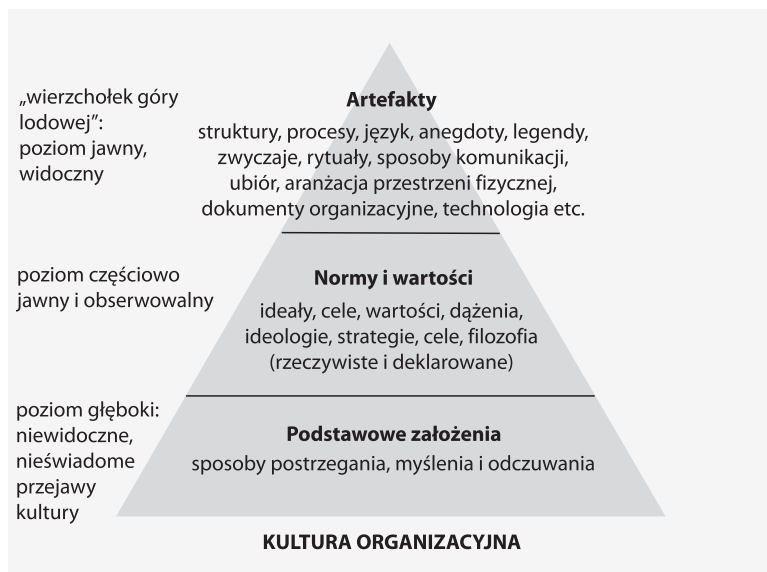 „wierzchołek góry
lodowej”:
poziom jawny,
widoczny
Artefakty
struktury, procesy, język, anegdoty, legendy,
zwyczaje, rytuały, sposoby komunikacji,
ubiór, aranżacja przestrzeni fizycznej,
dokumenty organizacyjne, technologia etc.
poziom częściowo
jawny i obserwowalny
Normy i wartości
ideały, cele, wartości, dążenia,
ideologie, strategie, cele, filozofia
(rzeczywiste i deklarowane)
poziom głęboki:
niewidoczne,
nieświadome
przejawy
kultury
Podstawowe założenia
sposoby postrzegania, myślenia i odczuwania
KULTURA ORGANIZACYJNA